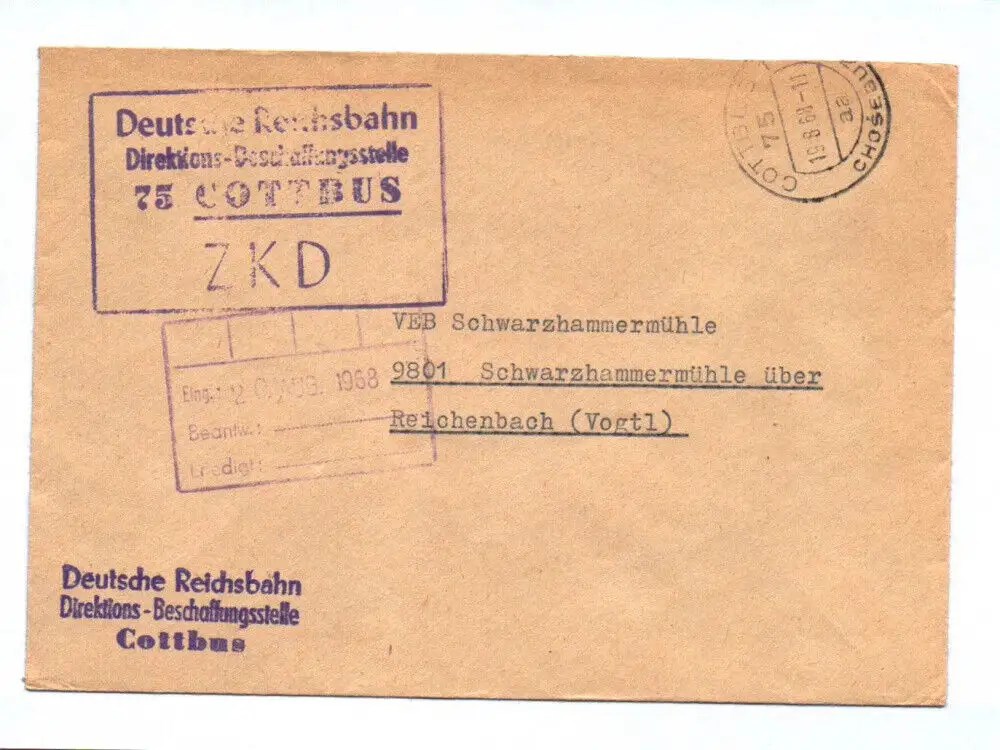 Deutsche Reichsbahn
Direktions-Beschaffungsstelle
75 COTTBUS
ZKD
COTTBUS
75
19.8.68-11
aa
CHOŚEBUZ
VEB Schwarzhammermühle
9801 Schwarzhammermühle über
Reichenbach (Vogtl)
Eing.: 20. AUG. 1968
Beantw.:
Erledigt:
Deutsche Reichsbahn
Direktions-Beschaffungsstelle
Cottbus